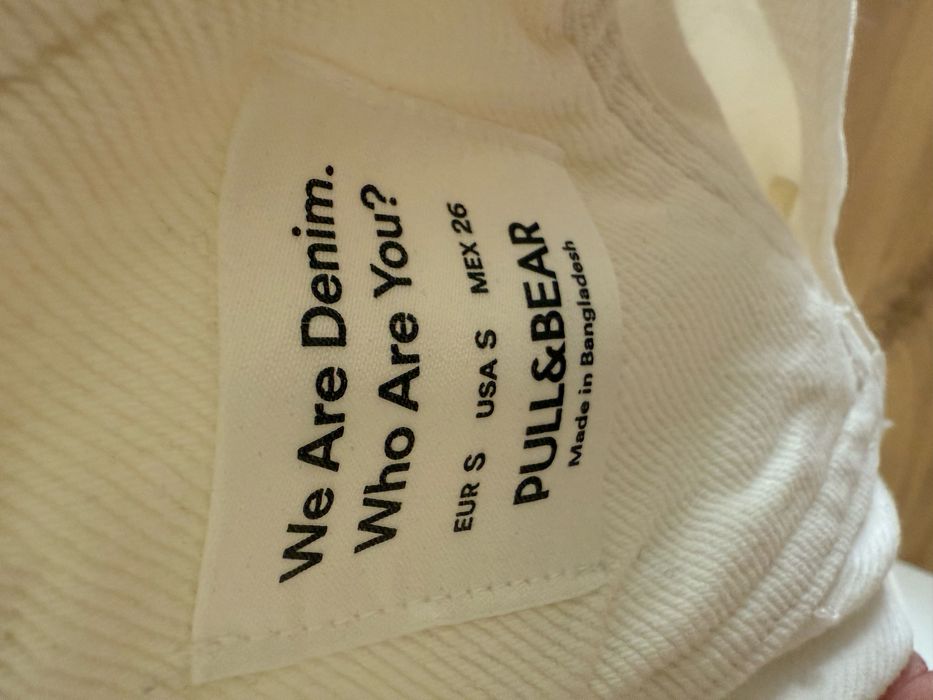 We Are Denim.
Who Are You?
EUR S USA S MEX 26
PULL&BEAR
Made in Bangladesh